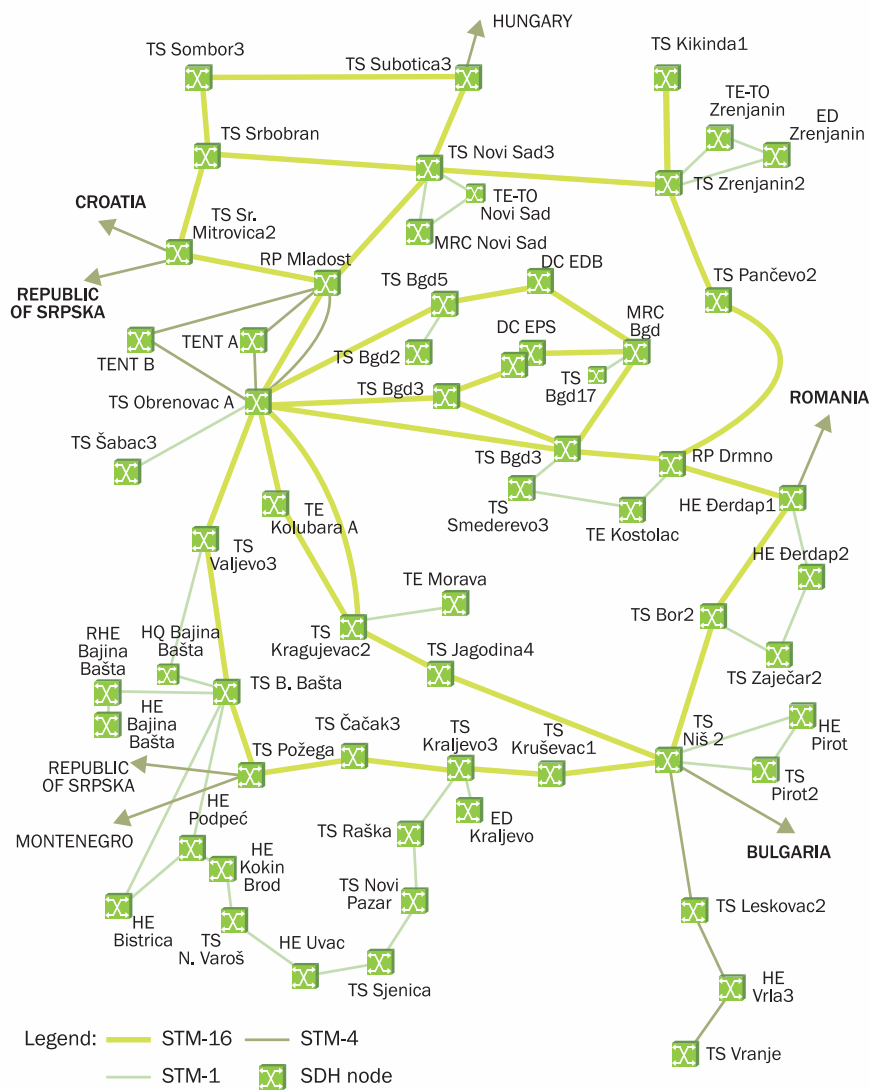 HUNGARY
TS Sombor3
TS Subotica3
TS Kikinda1
TE-TO
Zrenjanin
ED
Zrenjanin
TS Srbobran
TS Novi Sad3
TS Zrenjanin2
TE-TO
Novi Sad
CROATIA
TS Sr.
Mitrovica2
MRC Novi Sad
RP Mladost
DC EDB
TS Bgd5
TS Pančevo2
REPUBLIC
OF SRPSKA
MRC
Bgd
DC EPS
TENT A
TENT B
TS Bgd2
TS
Bgd17
TS Bgd3
TS Obrenovac A
ROMANIA
TS Šabac3
TS Bgd3
RP Drmno
HE Đerdap1
TE
Kolubara A
TS
Smederevo3
TE Kostolac
TS
Valjevo3
HE Đerdap2
TE Morava
TS Bor2
RHE
Bajina
Bašta
HQ Bajina
Bašta
TS
Kragujevac2
TS Jagodina4
TS Zaječar2
TS B. Bašta
HE
Bajina
Bašta
TS Čačak3
TS
Kraljevo3
TS
Kruševac1
TS
Niš 2
HE
Pirot
TS Požega
REPUBLIC
OF SRPSKA
TS
Pirot2
HE
Podpeć
MONTENEGRO
ED
Kraljevo
TS Raška
BULGARIA
HE
Kokin
Brod
TS Novi
Pazar
TS Leskovac2
HE
Bistrica
TS
N. Varoš
HE Uvac
TS Sjenica
HE
Vrla3
Legend:
STM-16
STM-4
TS Vranje
STM-1
SDH node